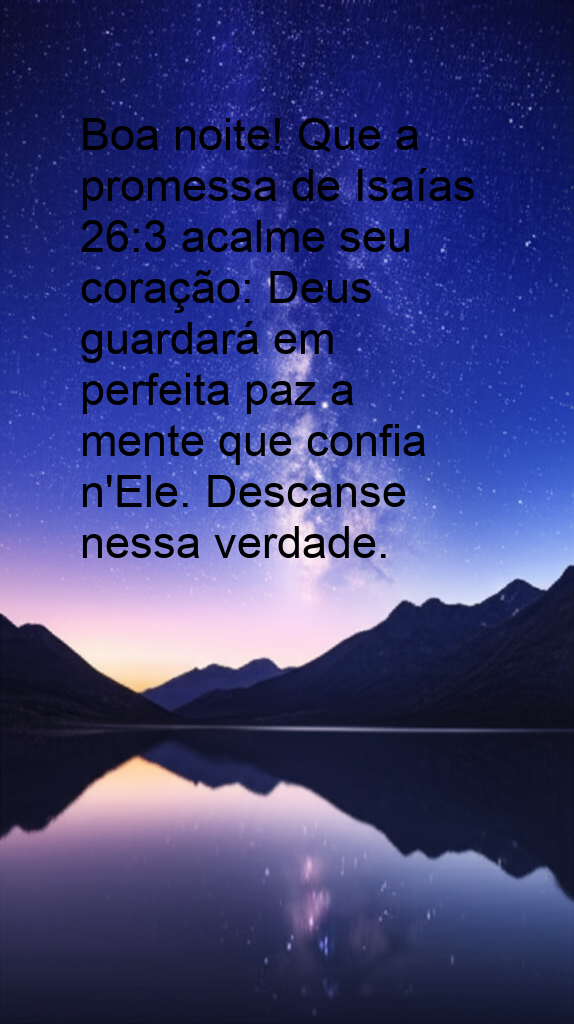 Boa noite! Que a
promessa de Isaías
26:3 acalme seu
coração: Deus
guardará em
perfeita paz a
mente que confia
n'Ele. Descanse
nessa verdade.